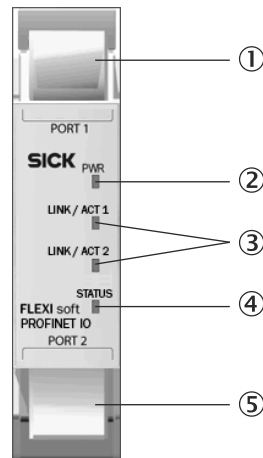 ①
PORT 1
SICK
PWR
②
LINK / ACT 1
③
LINK / ACT 2
STATUS
④
FLEXI soft
PROFINET IO
PORT 2
⑤